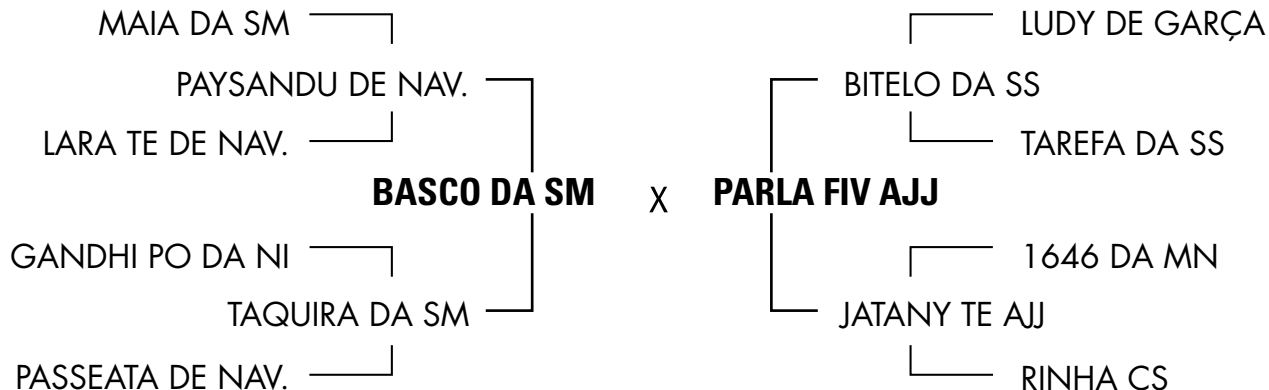 MAIA DA SM
LUDY DE GARÇA
PAYSANDU DE NAV.
BITELO DA SS
LARA TE DE NAV.
TAREFA DA SS
BASCO DA SM X PARLA FIV AJJ
GANDHI PO DA NI
1646 DA MN
TAQUIRA DA SM
JATANY TE AJJ
PASSEATA DE NAV.
RINHA CS